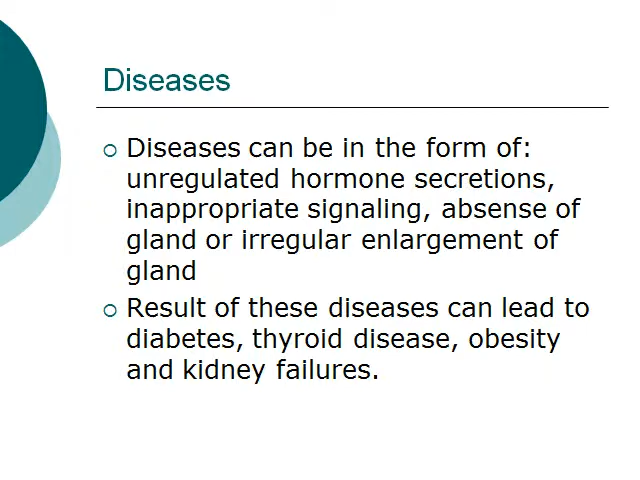 Diseases
Diseases can be in the form of:
unregulated hormone secretions,
inappropriate signaling, absense of
gland or irregular enlargement of
gland
Result of these diseases can lead to
diabetes, thyroid disease, obesity
and kidney failures.